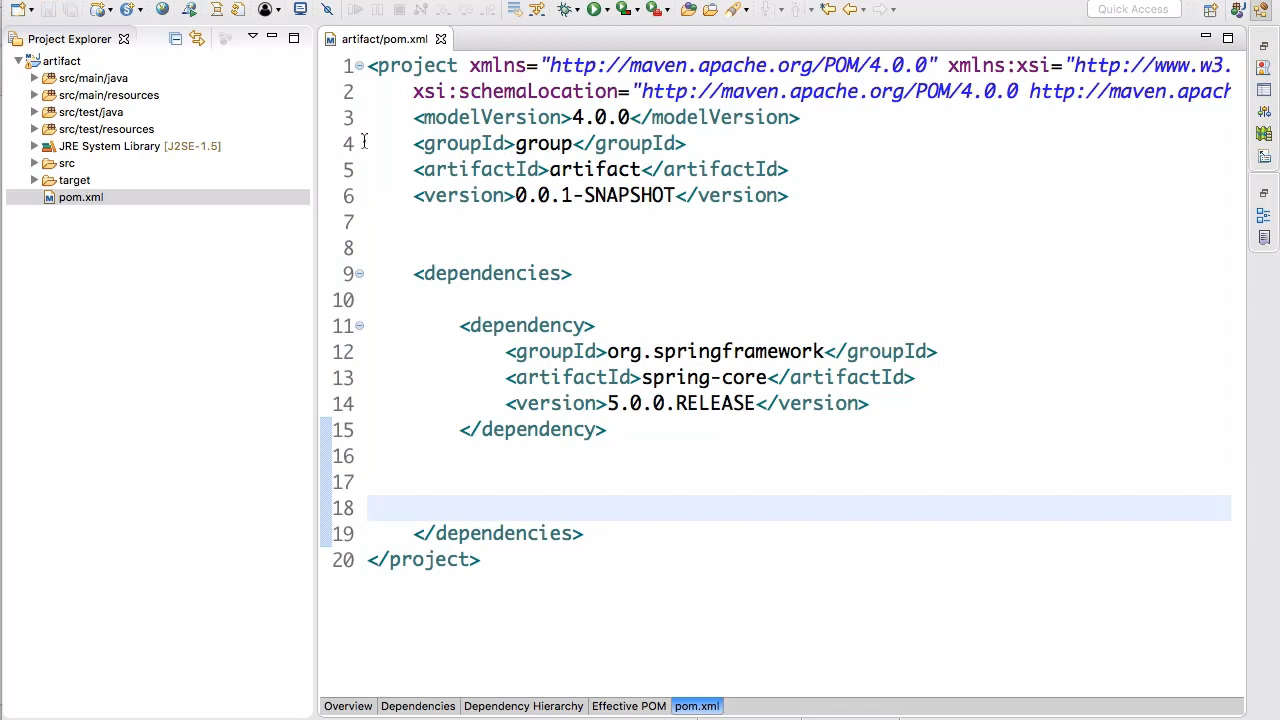 Quick Access
Project Explorer
artifact
src/main/java
src/main/resources
src/test/java
src/test/resources
JRE System Library [J2SE-1.5]
src
target
pom.xml
artifact/pom.xml
1 <project xmlns="http://maven.apache.org/POM/4.0.0" xmlns:xsi="http://www.w3.
2 xsi:schemaLocation="http://maven.apache.org/POM/4.0.0 http://maven.apach
3 <modelVersion>4.0.0</modelVersion>
4 <groupId>group</groupId>
5 <artifactId>artifact</artifactId>
6 <version>0.0.1-SNAPSHOT</version>
7
8
9 <dependencies>
10
11 <dependency>
12 <groupId>org.springframework</groupId>
13 <artifactId>spring-core</artifactId>
14 <version>5.0.0.RELEASE</version>
15 </dependency>
16
17
18
19 </dependencies>
20 </project>
Overview Dependencies Dependency Hierarchy Effective POM pom.xml